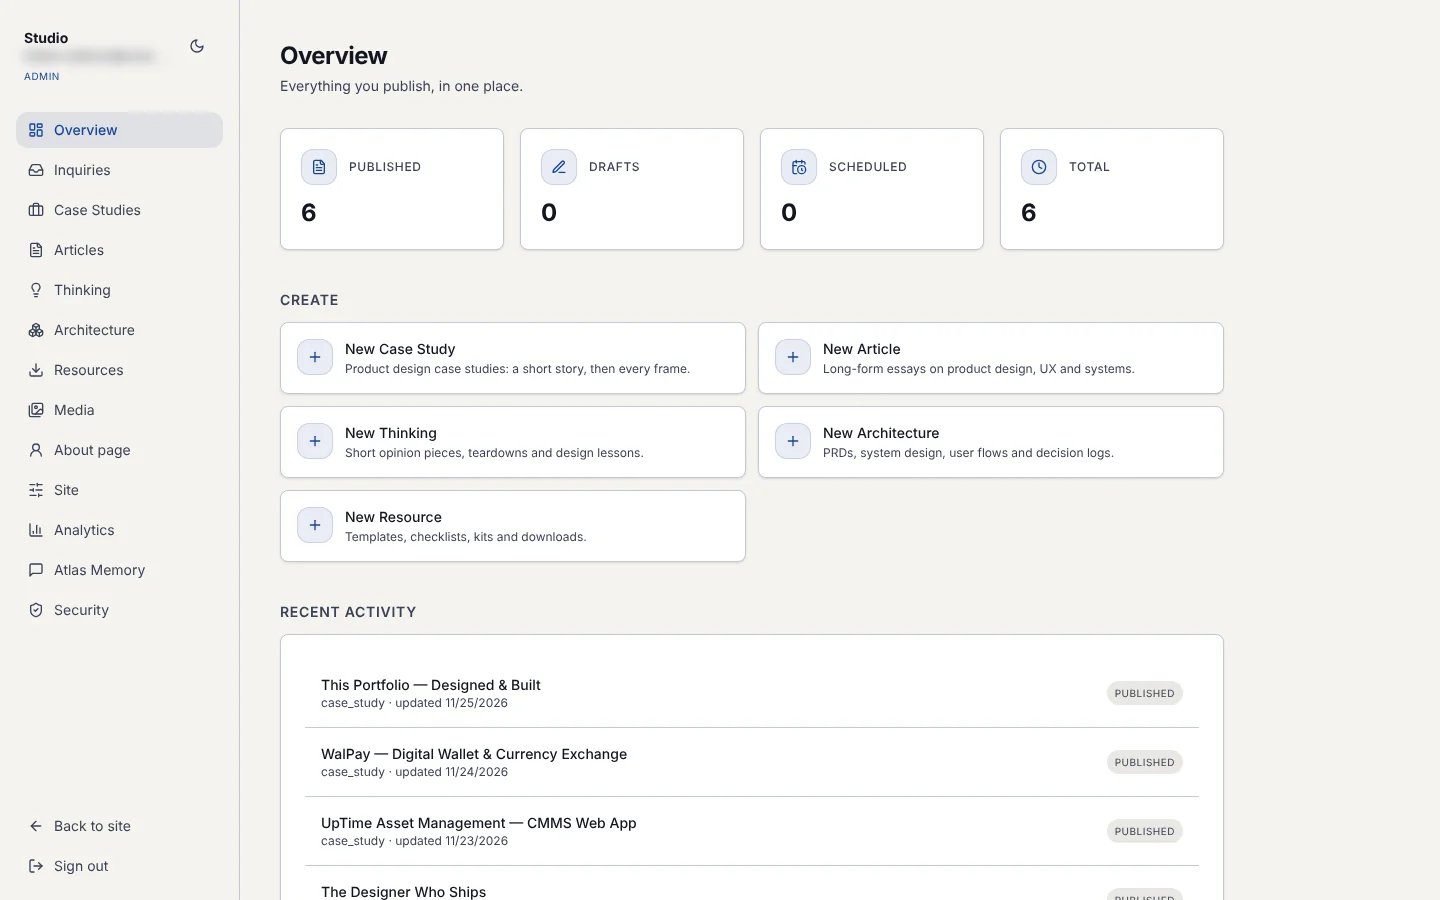 Studio
ADMIN
Overview
Inquiries
Case Studies
Articles
Thinking
Architecture
Resources
Media
About page
Site
Analytics
Atlas Memory
Security
Back to site
Sign out
Overview
Everything you publish, in one place.
PUBLISHED
6
DRAFTS
0
SCHEDULED
0
TOTAL
6
CREATE
New Case Study
Product design case studies: a short story, then every frame.
New Article
Long-form essays on product design, UX and systems.
New Thinking
Short opinion pieces, teardowns and design lessons.
New Architecture
PRDs, system design, user flows and decision logs.
New Resource
Templates, checklists, kits and downloads.
RECENT ACTIVITY
This Portfolio — Designed & Built
case_study · updated 11/25/2026
PUBLISHED
WalPay — Digital Wallet & Currency Exchange
case_study · updated 11/24/2026
PUBLISHED
UpTime Asset Management — CMMS Web App
case_study · updated 11/23/2026
PUBLISHED
The Designer Who Ships
PUBLISHED